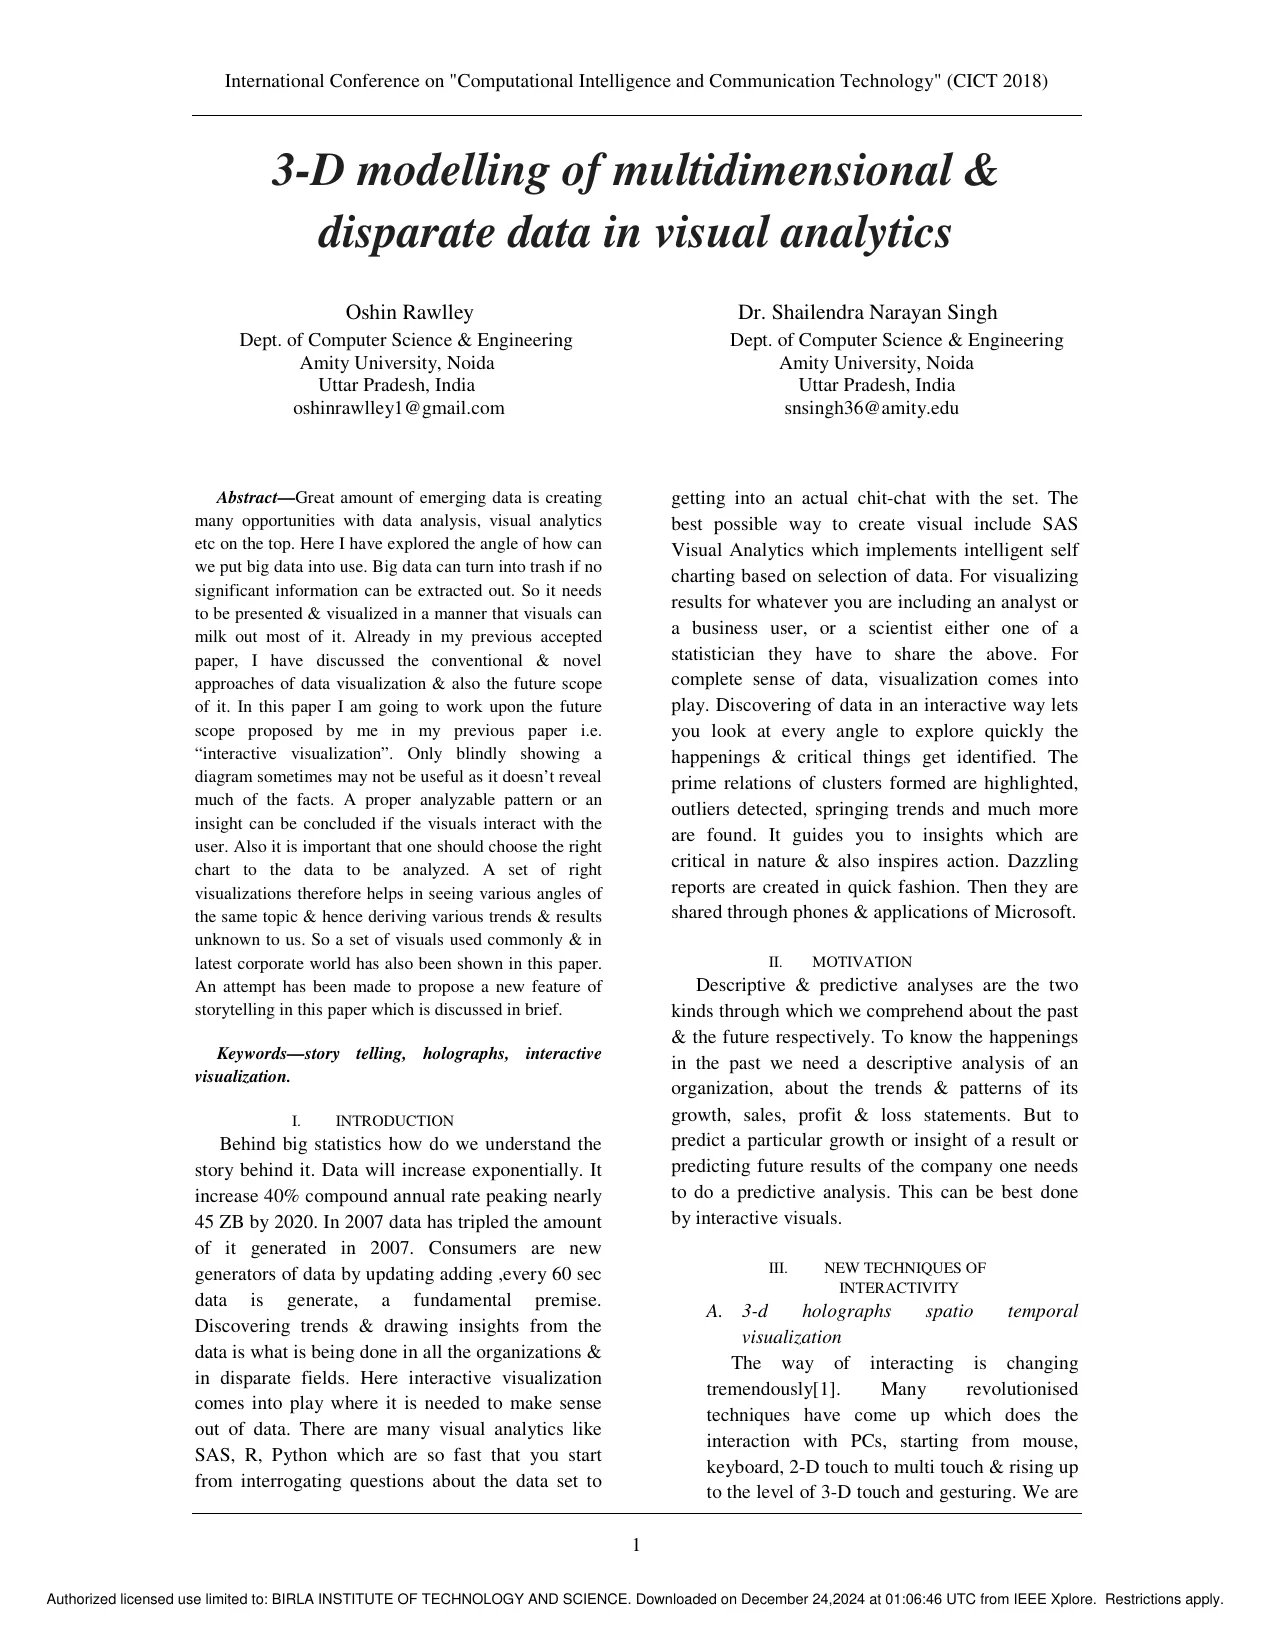 International Conference on "Computational Intelligence and Communication Technology" (CICT 2018)
3-D modelling of multidimensional &
disparate data in visual analytics
Oshin Rawlley
Dept. of Computer Science & Engineering
Amity University, Noida
Uttar Pradesh, India
oshinrawlley1@gmail.com
Dr. Shailendra Narayan Singh
Dept. of Computer Science & Engineering
Amity University, Noida
Uttar Pradesh, India
snsingh36@amity.edu
Abstract—Great amount of emerging data is creating
many opportunities with data analysis, visual analytics
etc on the top. Here I have explored the angle of how can
we put big data into use. Big data can turn into trash if no
significant information can be extracted out. So it needs
to be presented & visualized in a manner that visuals can
milk out most of it. Already in my previous accepted
paper, I have discussed the conventional & novel
approaches of data visualization & also the future scope
of it. In this paper I am going to work upon the future
scope proposed by me in my previous paper i.e.
“interactive visualization”. Only blindly showing a
diagram sometimes may not be useful as it doesn’t reveal
much of the facts. A proper analyzable pattern or an
insight can be concluded if the visuals interact with the
user. Also it is important that one should choose the right
chart to the data to be analyzed. A set of right
visualizations therefore helps in seeing various angles of
the same topic & hence deriving various trends & results
unknown to us. So a set of visuals used commonly & in
latest corporate world has also been shown in this paper.
An attempt has been made to propose a new feature of
storytelling in this paper which is discussed in brief.
Keywords—story telling, holographs, interactive
visualization.
I. INTRODUCTION
Behind big statistics how do we understand the
story behind it. Data will increase exponentially. It
increase 40% compound annual rate peaking nearly
45 ZB by 2020. In 2007 data has tripled the amount
of it generated in 2007. Consumers are new
generators of data by updating adding ,every 60 sec
data is generate, a fundamental premise.
Discovering trends & drawing insights from the
data is what is being done in all the organizations &
in disparate fields. Here interactive visualization
comes into play where it is needed to make sense
out of data. There are many visual analytics like
SAS, R, Python which are so fast that you start
from interrogating questions about the data set to
getting into an actual chit-chat with the set. The
best possible way to create visual include SAS
Visual Analytics which implements intelligent self
charting based on selection of data. For visualizing
results for whatever you are including an analyst or
a business user, or a scientist either one of a
statistician they have to share the above. For
complete sense of data, visualization comes into
play. Discovering of data in an interactive way lets
you look at every angle to explore quickly the
happenings & critical things get identified. The
prime relations of clusters formed are highlighted,
outliers detected, springing trends and much more
are found. It guides you to insights which are
critical in nature & also inspires action. Dazzling
reports are created in quick fashion. Then they are
shared through phones & applications of Microsoft.
II. MOTIVATION
Descriptive & predictive analyses are the two
kinds through which we comprehend about the past
& the future respectively. To know the happenings
in the past we need a descriptive analysis of an
organization, about the trends & patterns of its
growth, sales, profit & loss statements. But to
predict a particular growth or insight of a result or
predicting future results of the company one needs
to do a predictive analysis. This can be best done
by interactive visuals.
III. NEW TECHNIQUES OF
INTERACTIVITY
A. 3-d holographs spatio temporal
visualization
The way of interacting is changing
tremendously[1]. Many revolutionised
techniques have come up which does the
interaction with PCs, starting from mouse,
keyboard, 2-D touch to multi touch & rising up
to the level of 3-D touch and gesturing. We are
1
Authorized licensed use limited to: BIRLA INSTITUTE OF TECHNOLOGY AND SCIENCE. Downloaded on December 24,2024 at 01:06:46 UTC from IEEE Xplore. Restrictions apply.